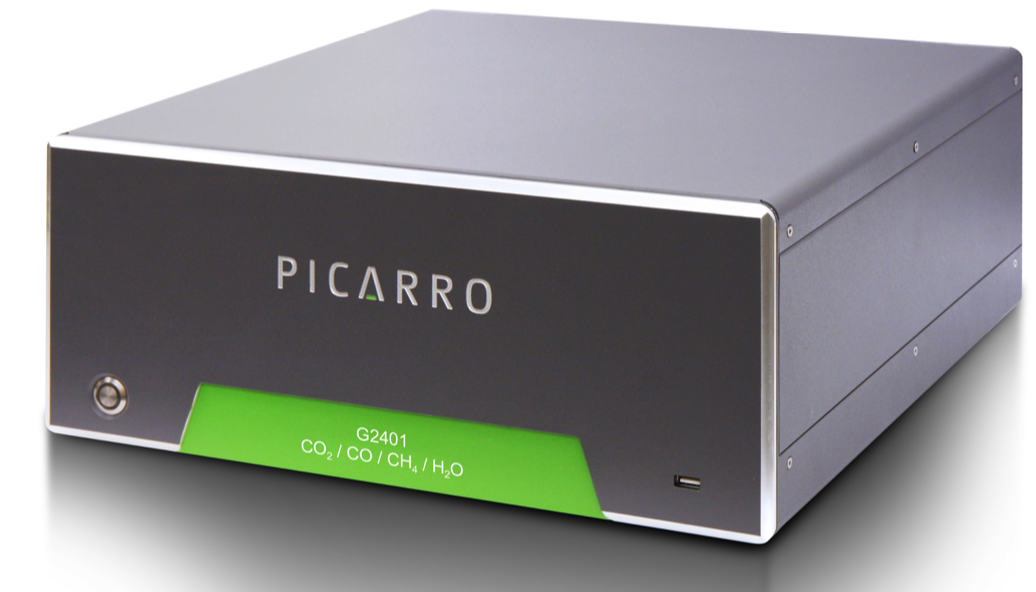 PICARRO
G2401
CO₂ / CO / CH₄ / H₂O